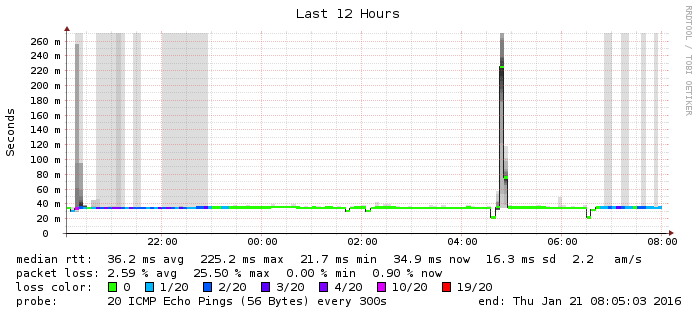 Last 12 Hours
RRDTOOL / TOBI OETIKER
Seconds
260 m
240 m
220 m
200 m
180 m
160 m
140 m
120 m
100 m
80 m
60 m
40 m
20 m
0
22:00 00:00 02:00 04:00 06:00 08:00
median rtt: 36.2 ms avg 225.2 ms max 21.7 ms min 34.9 ms now 16.3 ms sd 2.2 am/s
packet loss: 2.59 % avg 25.50 % max 0.00 % min 0.90 % now
loss color: 0 1/20 2/20 3/20 4/20 10/20 19/20
probe: 20 ICMP Echo Pings (56 Bytes) every 300s end: Thu Jan 21 08:05:03 2016